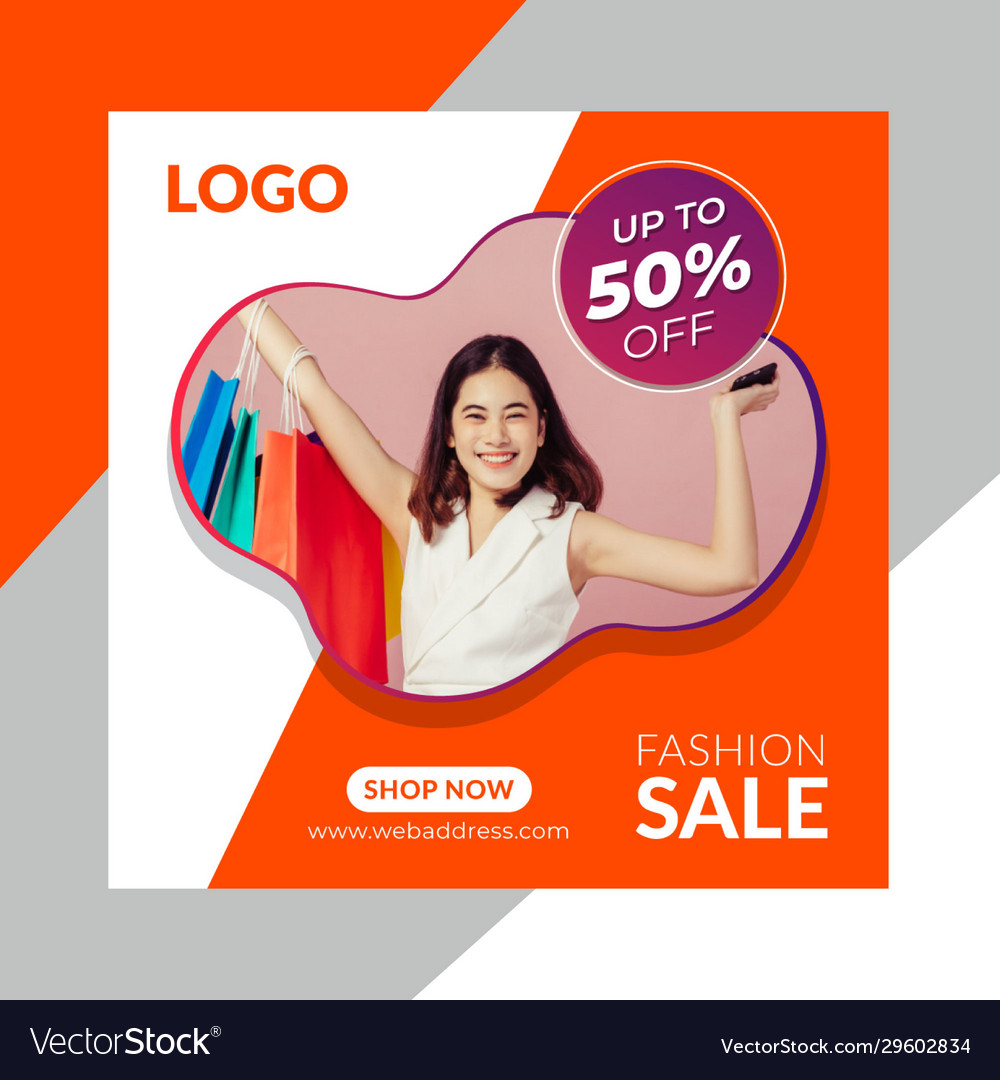 LOGO
UP TO
50%
OFF
FASHION
SALE
SHOP NOW
www.webaddress.com
VectorStock®
VectorStock.com/29602834